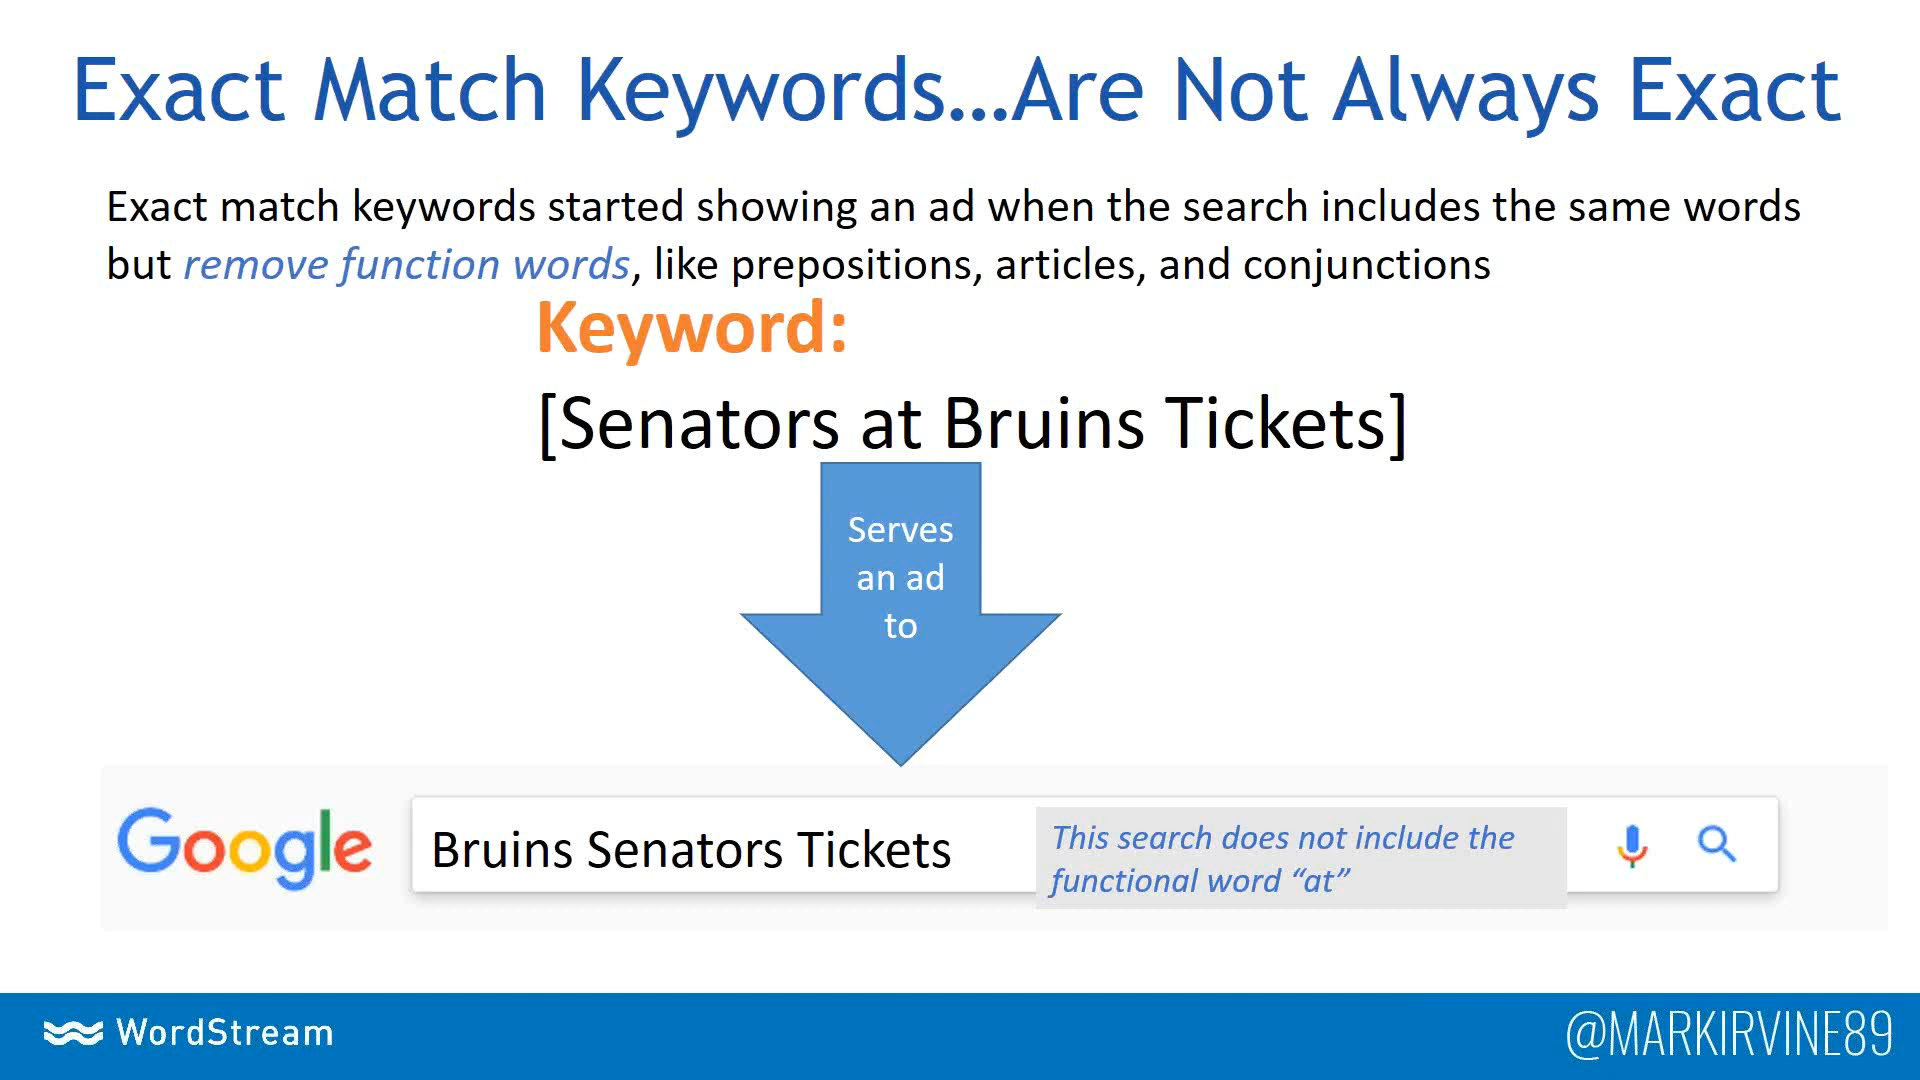 Exact Match Keywords...Are Not Always Exact
Exact match keywords started showing an ad when the search includes the same words
but remove function words, like prepositions, articles, and conjunctions
Keyword:
[Senators at Bruins Tickets]
Serves
an ad
to
Google
Bruins Senators Tickets
This search does not include the
functional word “at”
WordStream
@MARKIRVINE89